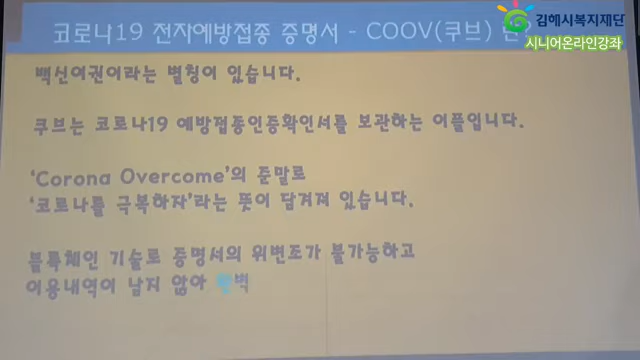 코로나19 전자예방접종 증명서 - COOV(쿠브)
김해시복지재단
시니어온라인강좌
백신여권이라는 별칭이 있습니다.
쿠브는 코로나19 예방접종인증확인서를 보관하는 어플입니다.
'Corona Overcome'의 준말로
'코로나를 극복하자'라는 뜻이 담겨져 있습니다.
블록체인 기술로 증명서의 위변조가 불가능하고
이용내역이 남지 않아